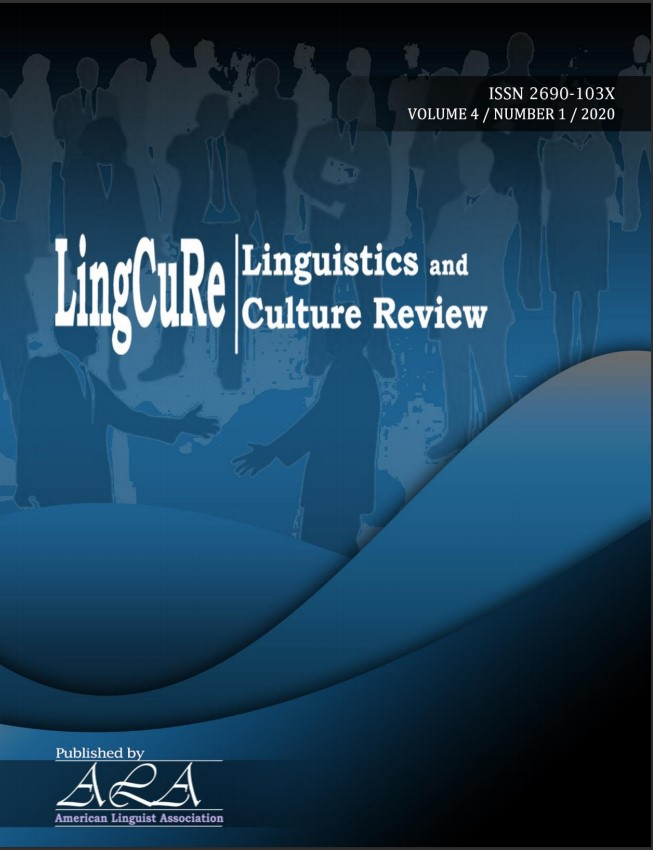 ISSN 2690-103X
VOLUME 4 / NUMBER 1 / 2020
LingCuRe
Linguistics and
Culture Review
Published by
ALA
American Linguist Association